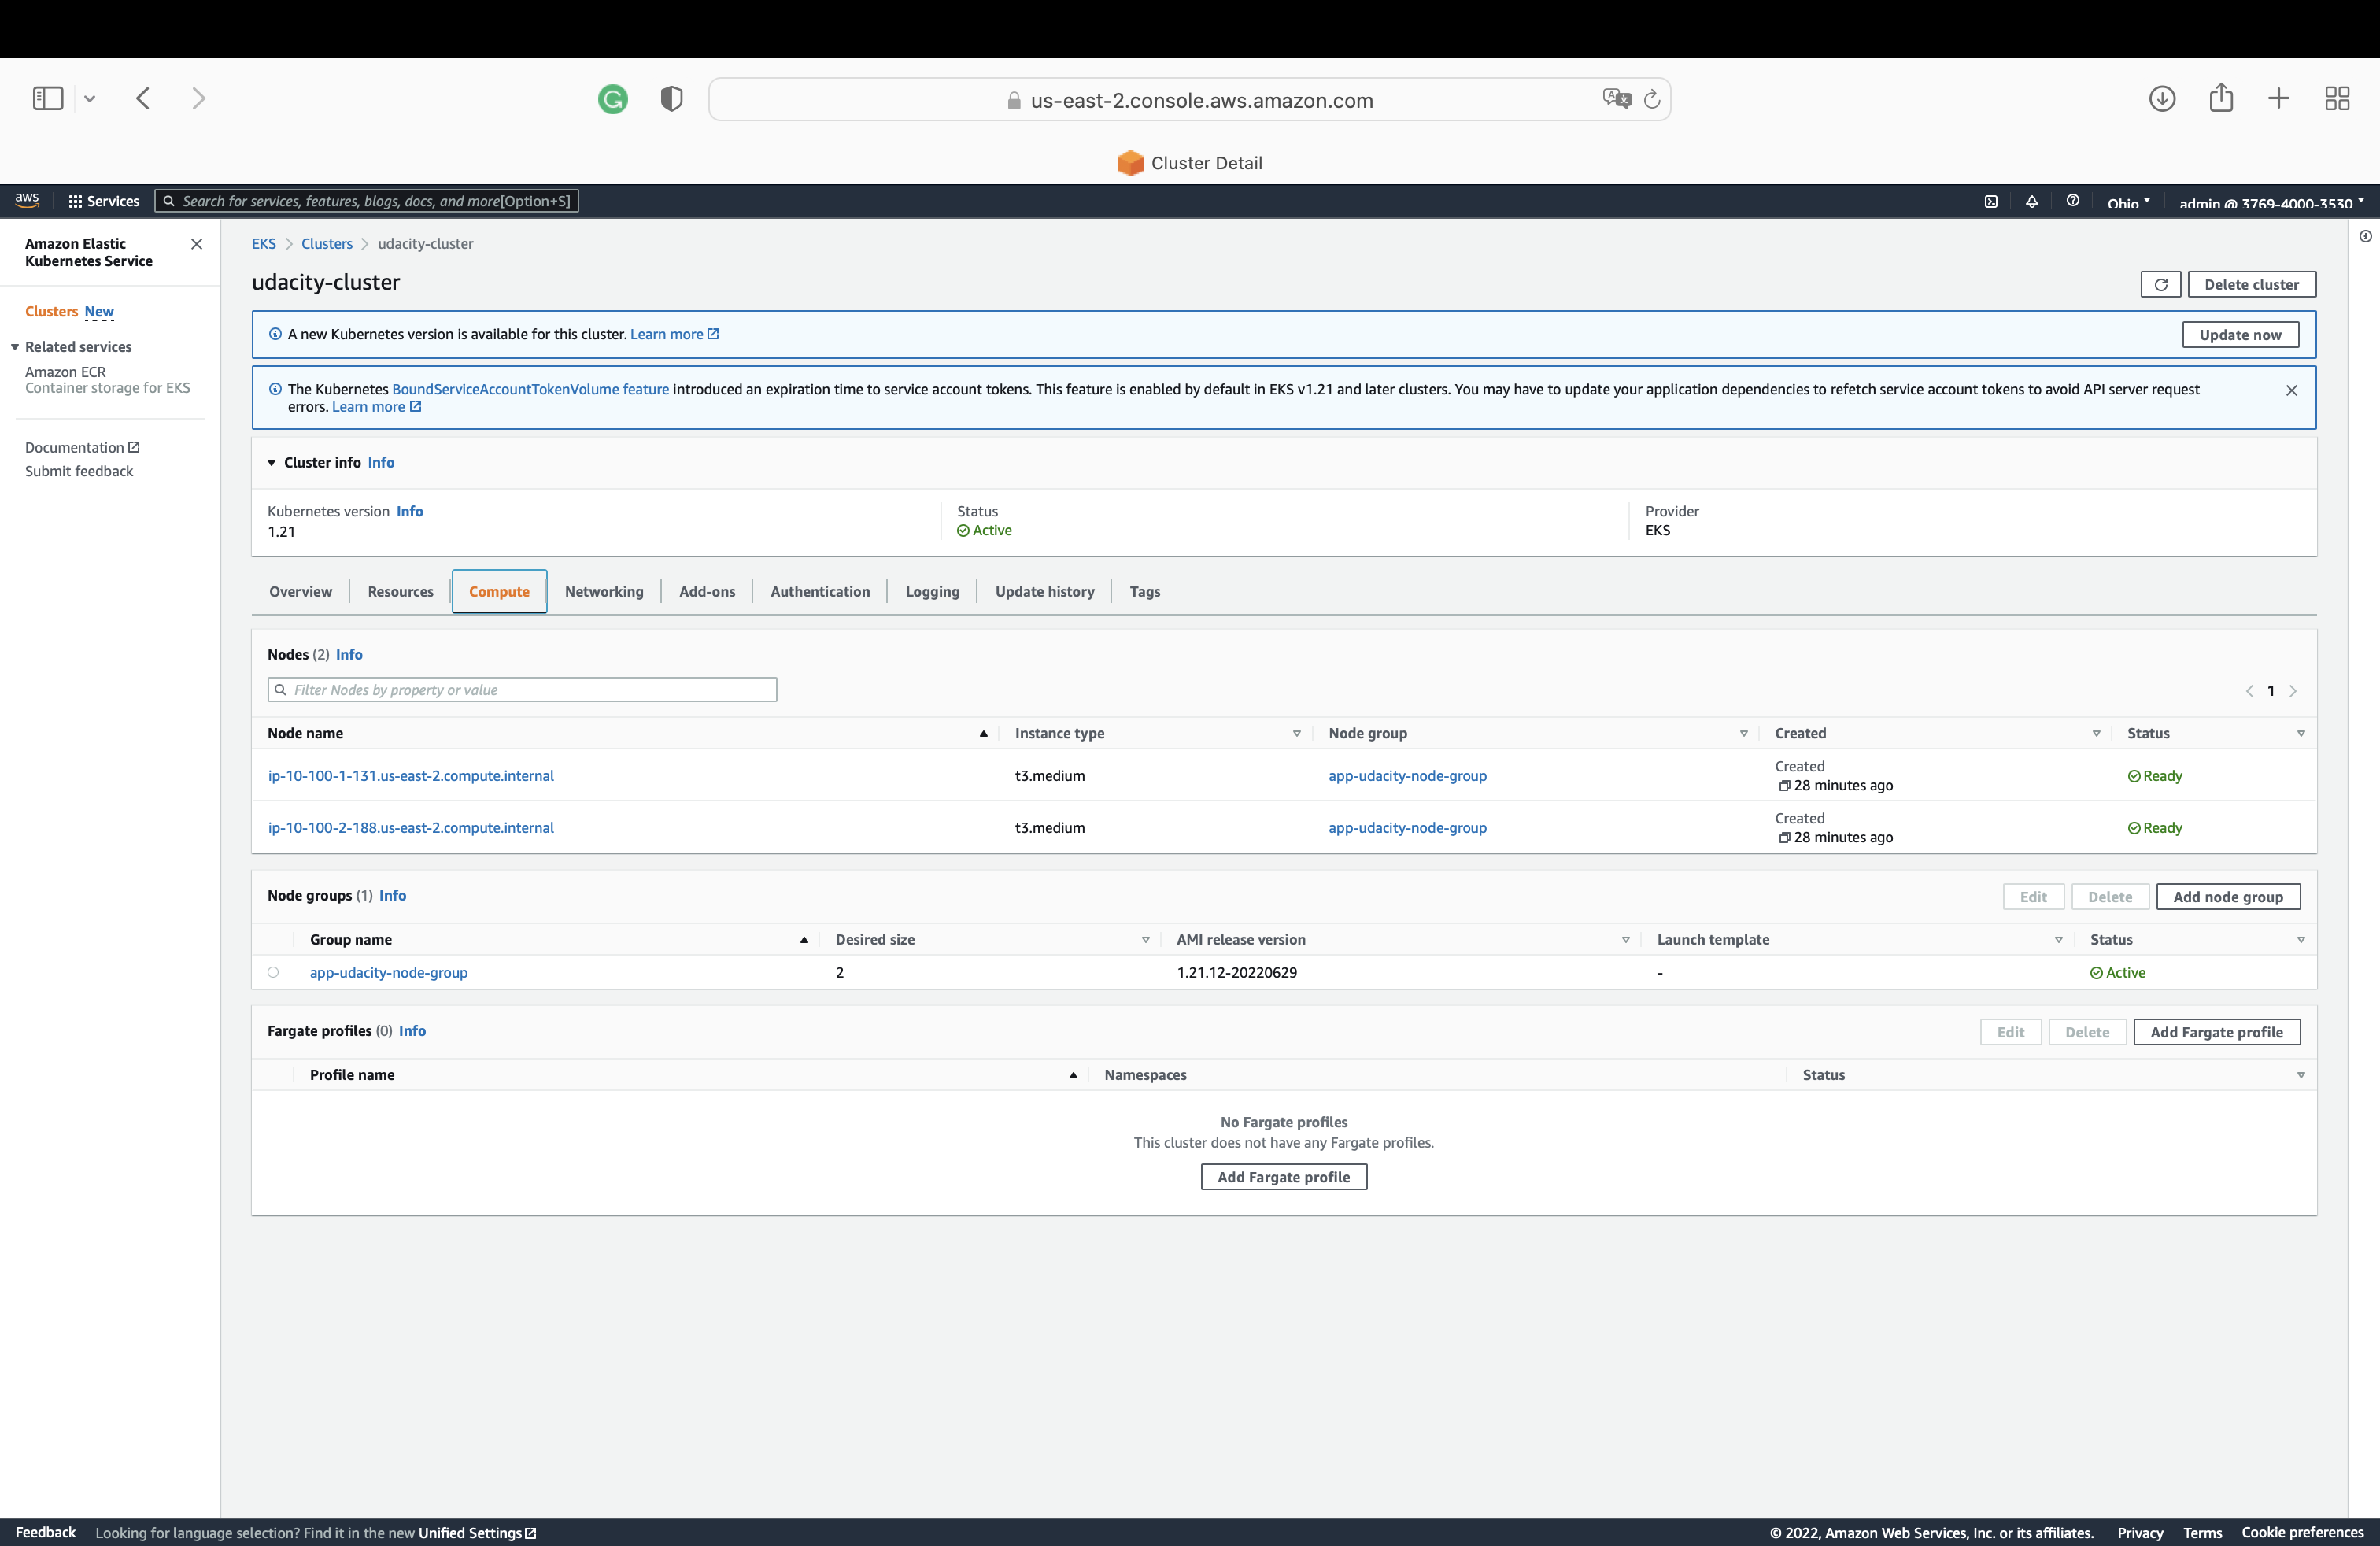 us-east-2.console.aws.amazon.com
Cluster Detail
aws
Services
Search for services, features, blogs, docs, and more
[Option+S]
Ohio
admin @ 3769-4000-3530
Amazon Elastic
Kubernetes Service
Clusters New
Related services
Amazon ECR
Container storage for EKS
Documentation
Submit feedback
EKS
Clusters
udacity-cluster
udacity-cluster
Delete cluster
A new Kubernetes version is available for this cluster. Learn more
Update now
The Kubernetes BoundServiceAccountTokenVolume feature introduced an expiration time to service account tokens. This feature is enabled by default in EKS v1.21 and later clusters. You may have to update your application dependencies to refetch service account tokens to avoid API server request
errors. Learn more
Cluster info Info
Kubernetes version Info
1.21
Status
Active
Provider
EKS
Overview
Resources
Compute
Networking
Add-ons
Authentication
Logging
Update history
Tags
Nodes (2) Info
Filter Nodes by property or value
1
Node name
Instance type
Node group
Created
Status
ip-10-100-1-131.us-east-2.compute.internal
t3.medium
app-udacity-node-group
Created
28 minutes ago
Ready
ip-10-100-2-188.us-east-2.compute.internal
t3.medium
app-udacity-node-group
Created
28 minutes ago
Ready
Node groups (1) Info
Edit
Delete
Add node group
Group name
Desired size
AMI release version
Launch template
Status
app-udacity-node-group
2
1.21.12-20220629
-
Active
Fargate profiles (0) Info
Edit
Delete
Add Fargate profile
Profile name
Namespaces
Status
No Fargate profiles
This cluster does not have any Fargate profiles.
Add Fargate profile
Feedback
Looking for language selection? Find it in the new Unified Settings
© 2022, Amazon Web Services, Inc. or its affiliates.
Privacy
Terms
Cookie preferences